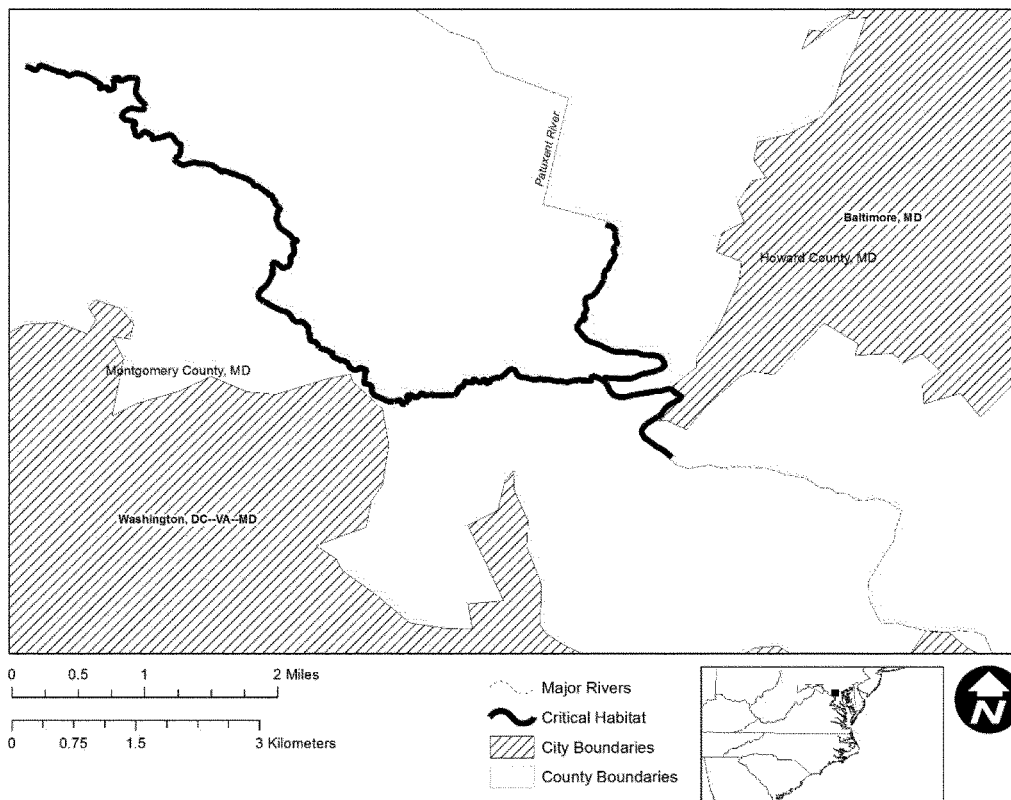 Patuxent River
Baltimore, MD
Howard County, MD
Montgomery County, MD
Washington, DC--VA--MD
0 0.5 1 2 Miles
0 0.75 1.5 3 Kilometers
Major Rivers
Critical Habitat
City Boundaries
County Boundaries
N